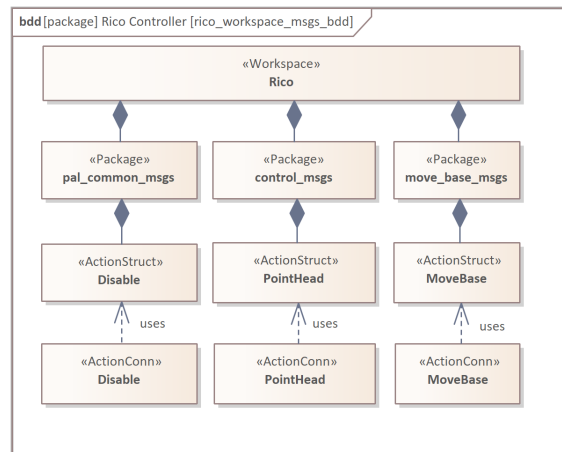 bdd [package] Rico Controller [rico_workspace_msgs_bdd]
«Workspace»
Rico
«Package»
pal_common_msgs
«Package»
control_msgs
«Package»
move_base_msgs
«ActionStruct»
Disable
«ActionStruct»
PointHead
«ActionStruct»
MoveBase
uses
uses
uses
«ActionConn»
Disable
«ActionConn»
PointHead
«ActionConn»
MoveBase